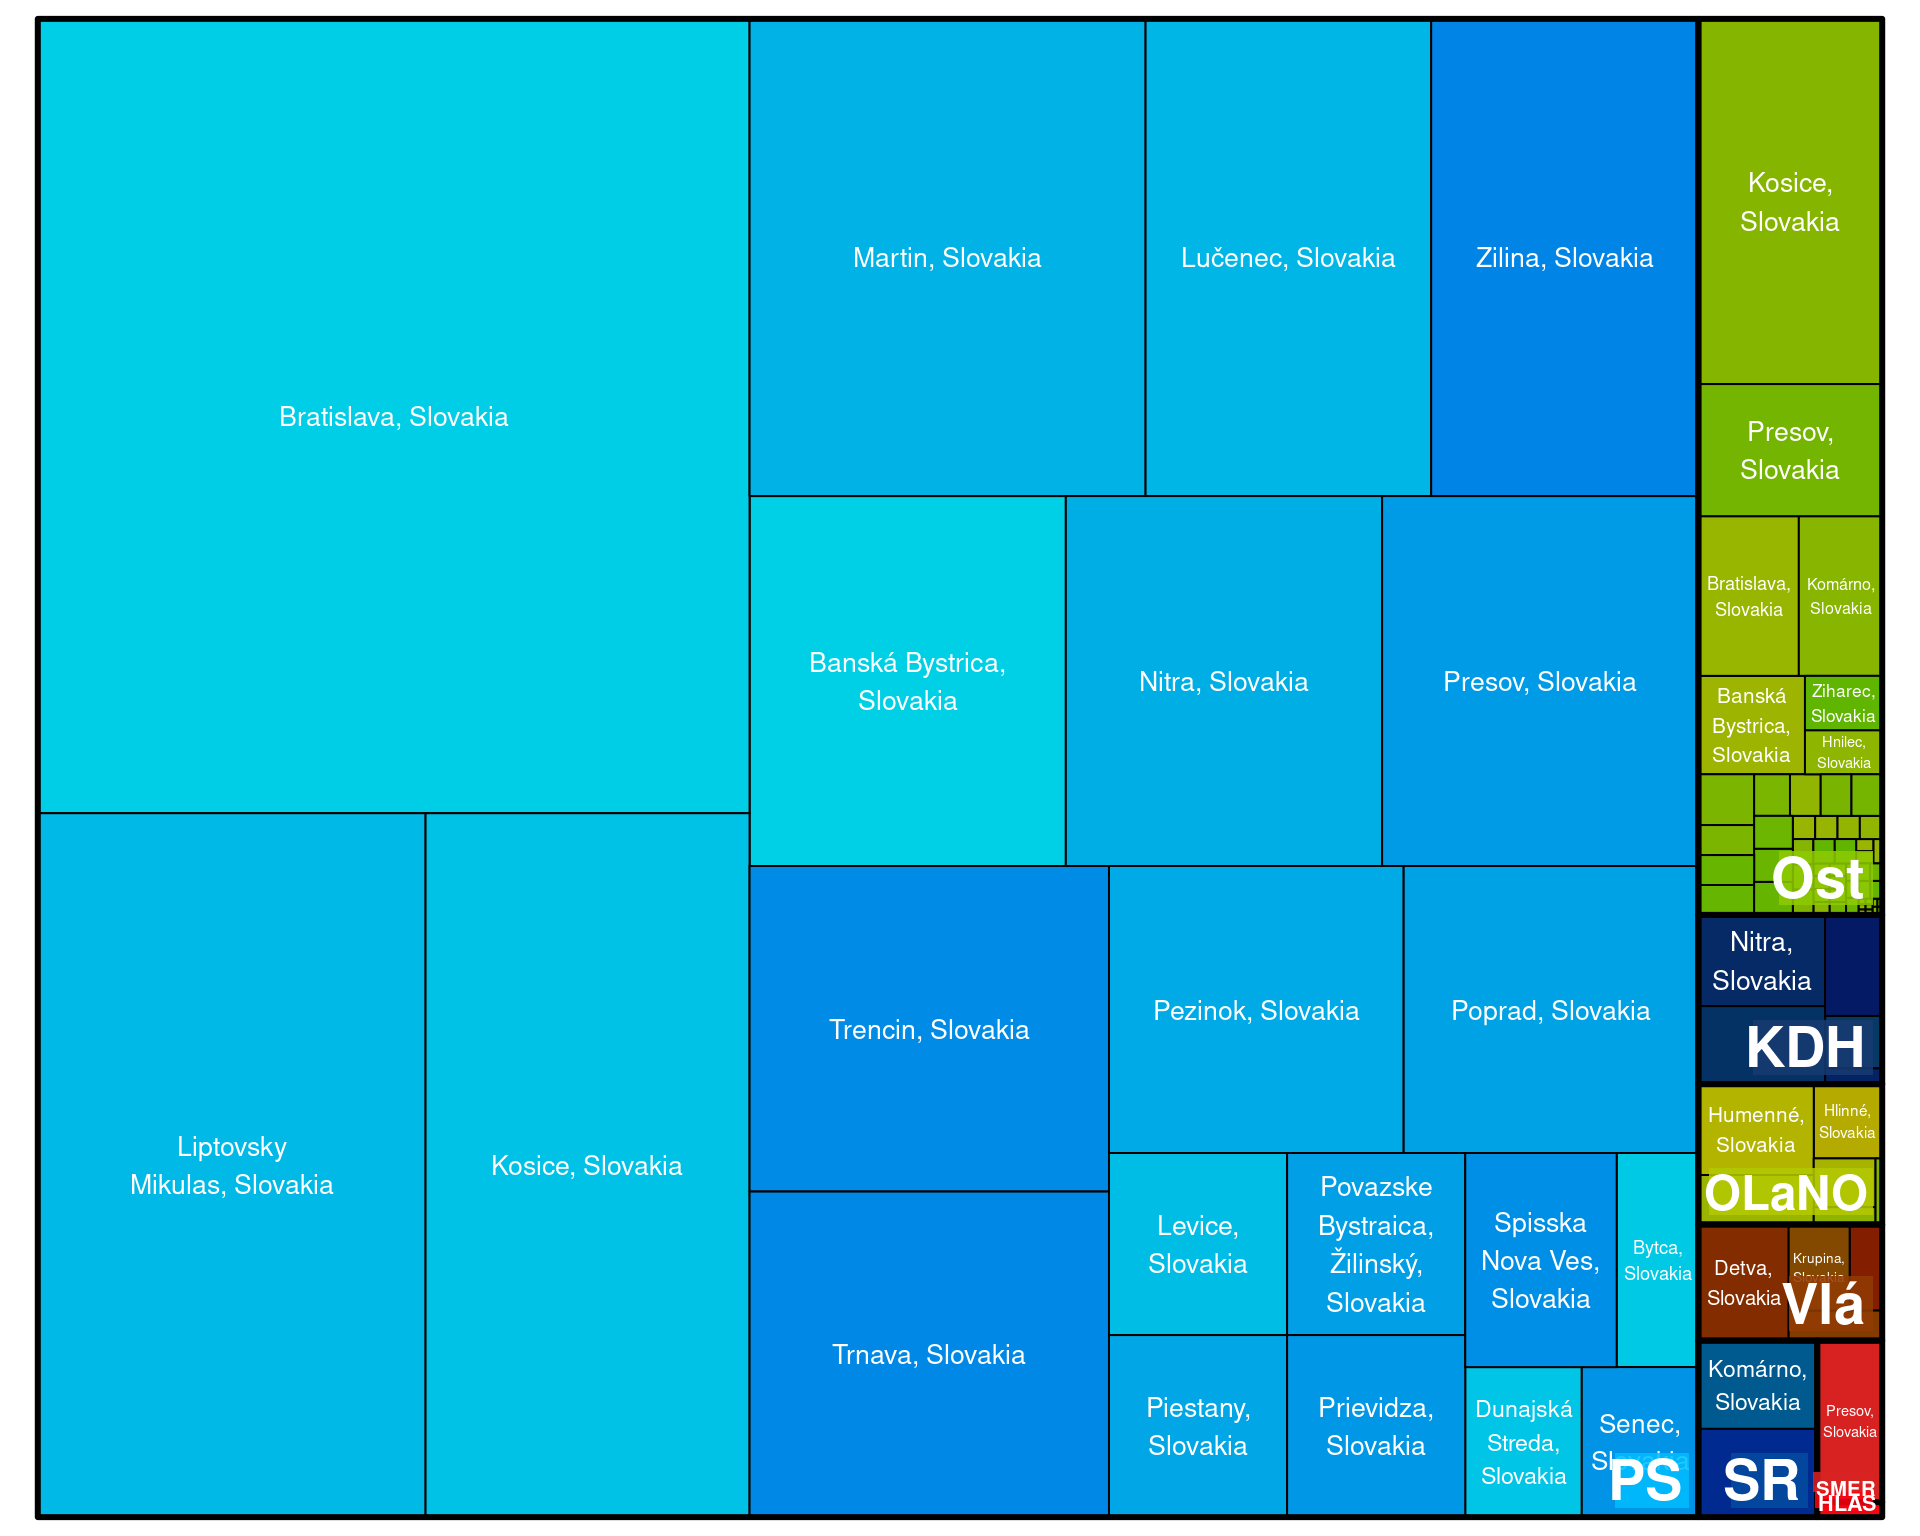 Bratislava, Slovakia
Martin, Slovakia
Lučenec, Slovakia
Zilina, Slovakia
Kosice,
Slovakia
Presov,
Slovakia
Bratislava,
Slovakia
Komárno,
Slovakia
Banská Bystrica,
Slovakia
Nitra, Slovakia
Presov, Slovakia
Banská
Bystrica,
Slovakia
Ziharec,
Slovakia
Hnilec,
Slovakia
Ost
Liptovsky
Mikulas, Slovakia
Kosice, Slovakia
Trencin, Slovakia
Pezinok, Slovakia
Poprad, Slovakia
Nitra,
Slovakia
KDH
Humenné,
Slovakia
Hlinné,
Slovakia
OLaNO
Trnava, Slovakia
Levice,
Slovakia
Povazske
Bystraica,
Žilinský,
Slovakia
Spisska
Nova Ves,
Slovakia
Bytca,
Slovakia
Detva,
Slovakia
Krupina,
Slovakia
Vlá
Piestany,
Slovakia
Prievidza,
Slovakia
Dunajská
Streda,
Slovakia
Senec,
Slovakia
PS
Komárno,
Slovakia
SR
Presov,
Slovakia
SMER
HLAS